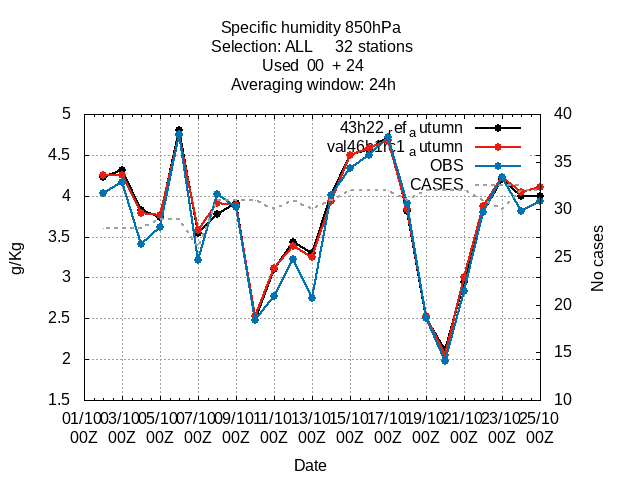 Specific humidity 850hPa
Selection: ALL 32 stations
Used 00 + 24
Averaging window: 24h
43h22_ref_autumn
OBS
CASES
g/Kg
5
4.5
4
3.5
3
2.5
2
1.5
40
35
30
25
20
15
10
No cases
01/10 03/10 05/10 07/10 09/10 11/10 13/10 15/10 17/10 19/10 21/10 23/10 25/10
00Z 00Z 00Z 00Z 00Z 00Z 00Z 00Z 00Z 00Z 00Z 00Z 00Z
Date